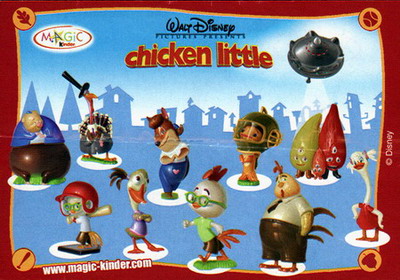 MAGIC
Kinder
WALT DISNEY
PICTURES PRESENTS
chicken little
© Disney
www.magic-kinder.com